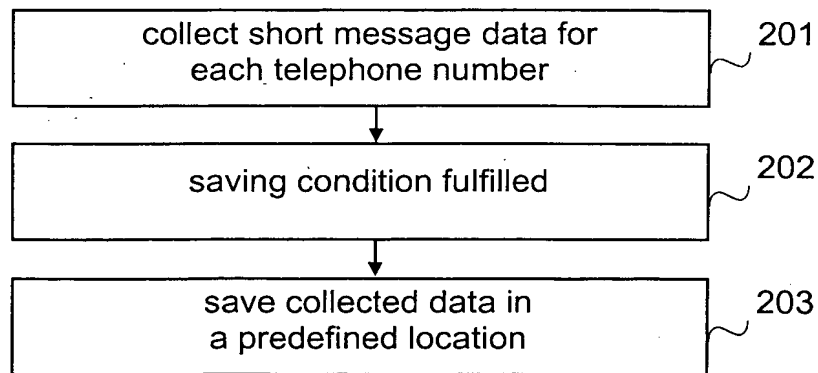 collect short message data for
each telephone number
201
saving condition fulfilled
202
save collected data in
a predefined location
203